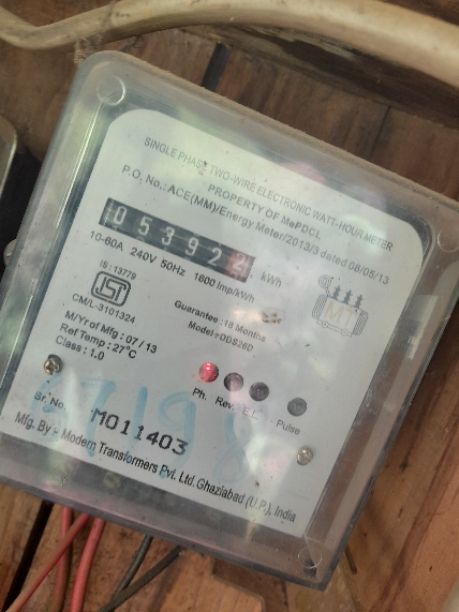 SINGLE PHASE TWO-WIRE ELECTRONIC WATT-HOUR METER
PROPERTY OF MePDCL
P.O. No.: ACE(MM)/Energy Meter/2013/3 dated 08/05/13
053922 kWh
10-60A 240V 50Hz 1600 Imp/kWh
IS : 13779
ISI
CM/L-3101324
MT
Guarantee : 18 Months
Model : DDS26D
M/Yr of Mfg : 07 / 13
Ref Temp : 27°C
Class : 1.0
Ph. Rev. E.L. Pulse
Sr. No. M011403
Mfg. By - Modern Transformers Pvt. Ltd. Ghaziabad (U.P.), India